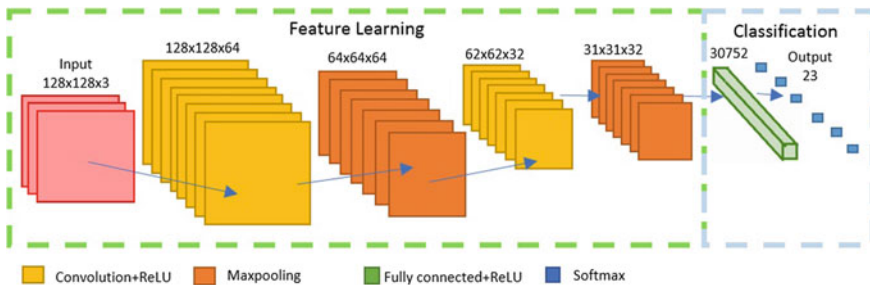 Feature Learning
Classification
Input
128x128x3
128x128x64
64x64x64
62x62x32
31x31x32
30752
Output
23
Convolution+ReLU
Maxpooling
Fully connected+ReLU
Softmax